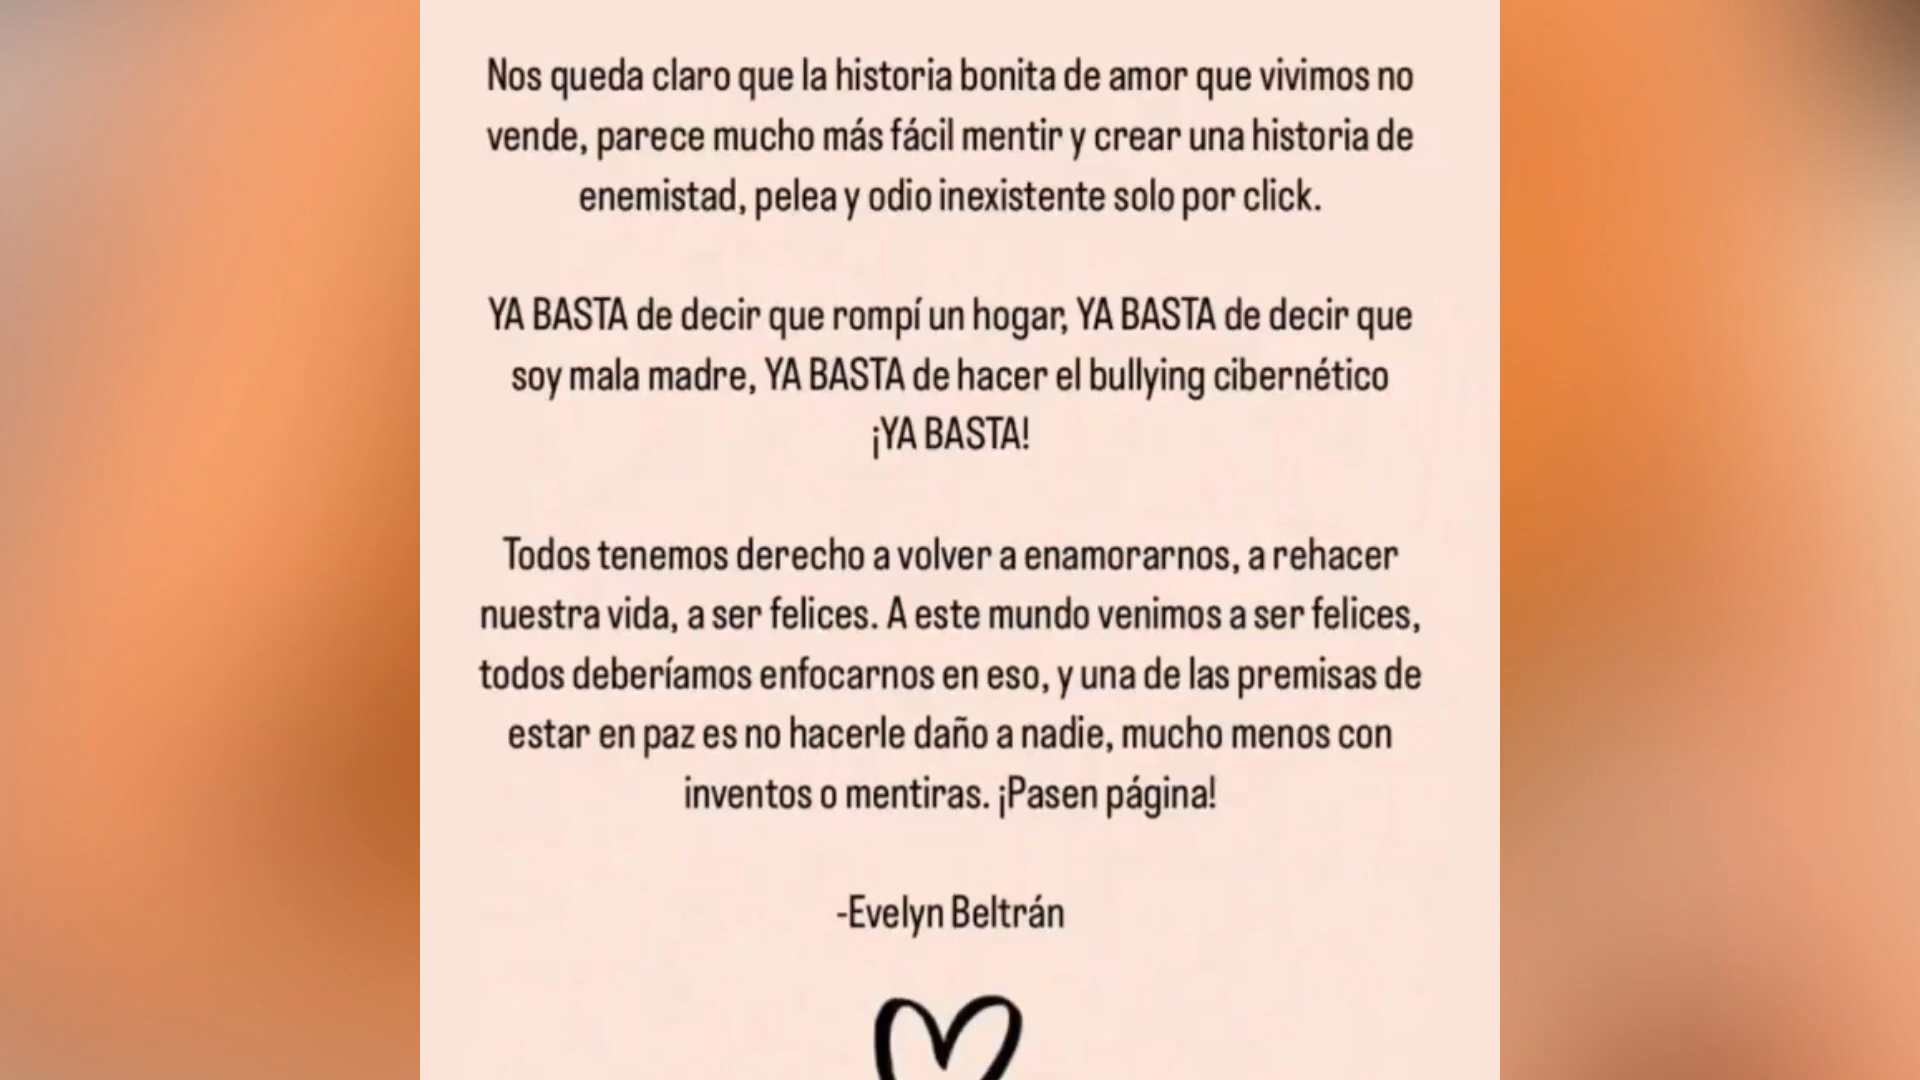 Nos queda claro que la historia bonita de amor que vivimos no
vende, parece mucho más fácil mentir y crear una historia de
enemistad, pelea y odio inexistente solo por click.
YA BASTA de decir que rompí un hogar, YA BASTA de decir que
soy mala madre, YA BASTA de hacer el bullying cibernético
¡YA BASTA!
Todos tenemos derecho a volver a enamorarnos, a rehacer
nuestra vida, a ser felices. A este mundo venimos a ser felices,
todos deberíamos enfocarnos en eso, y una de las premisas de
estar en paz es no hacerle daño a nadie, mucho menos con
inventos o mentiras. ¡Pasen página!
-Evelyn Beltrán